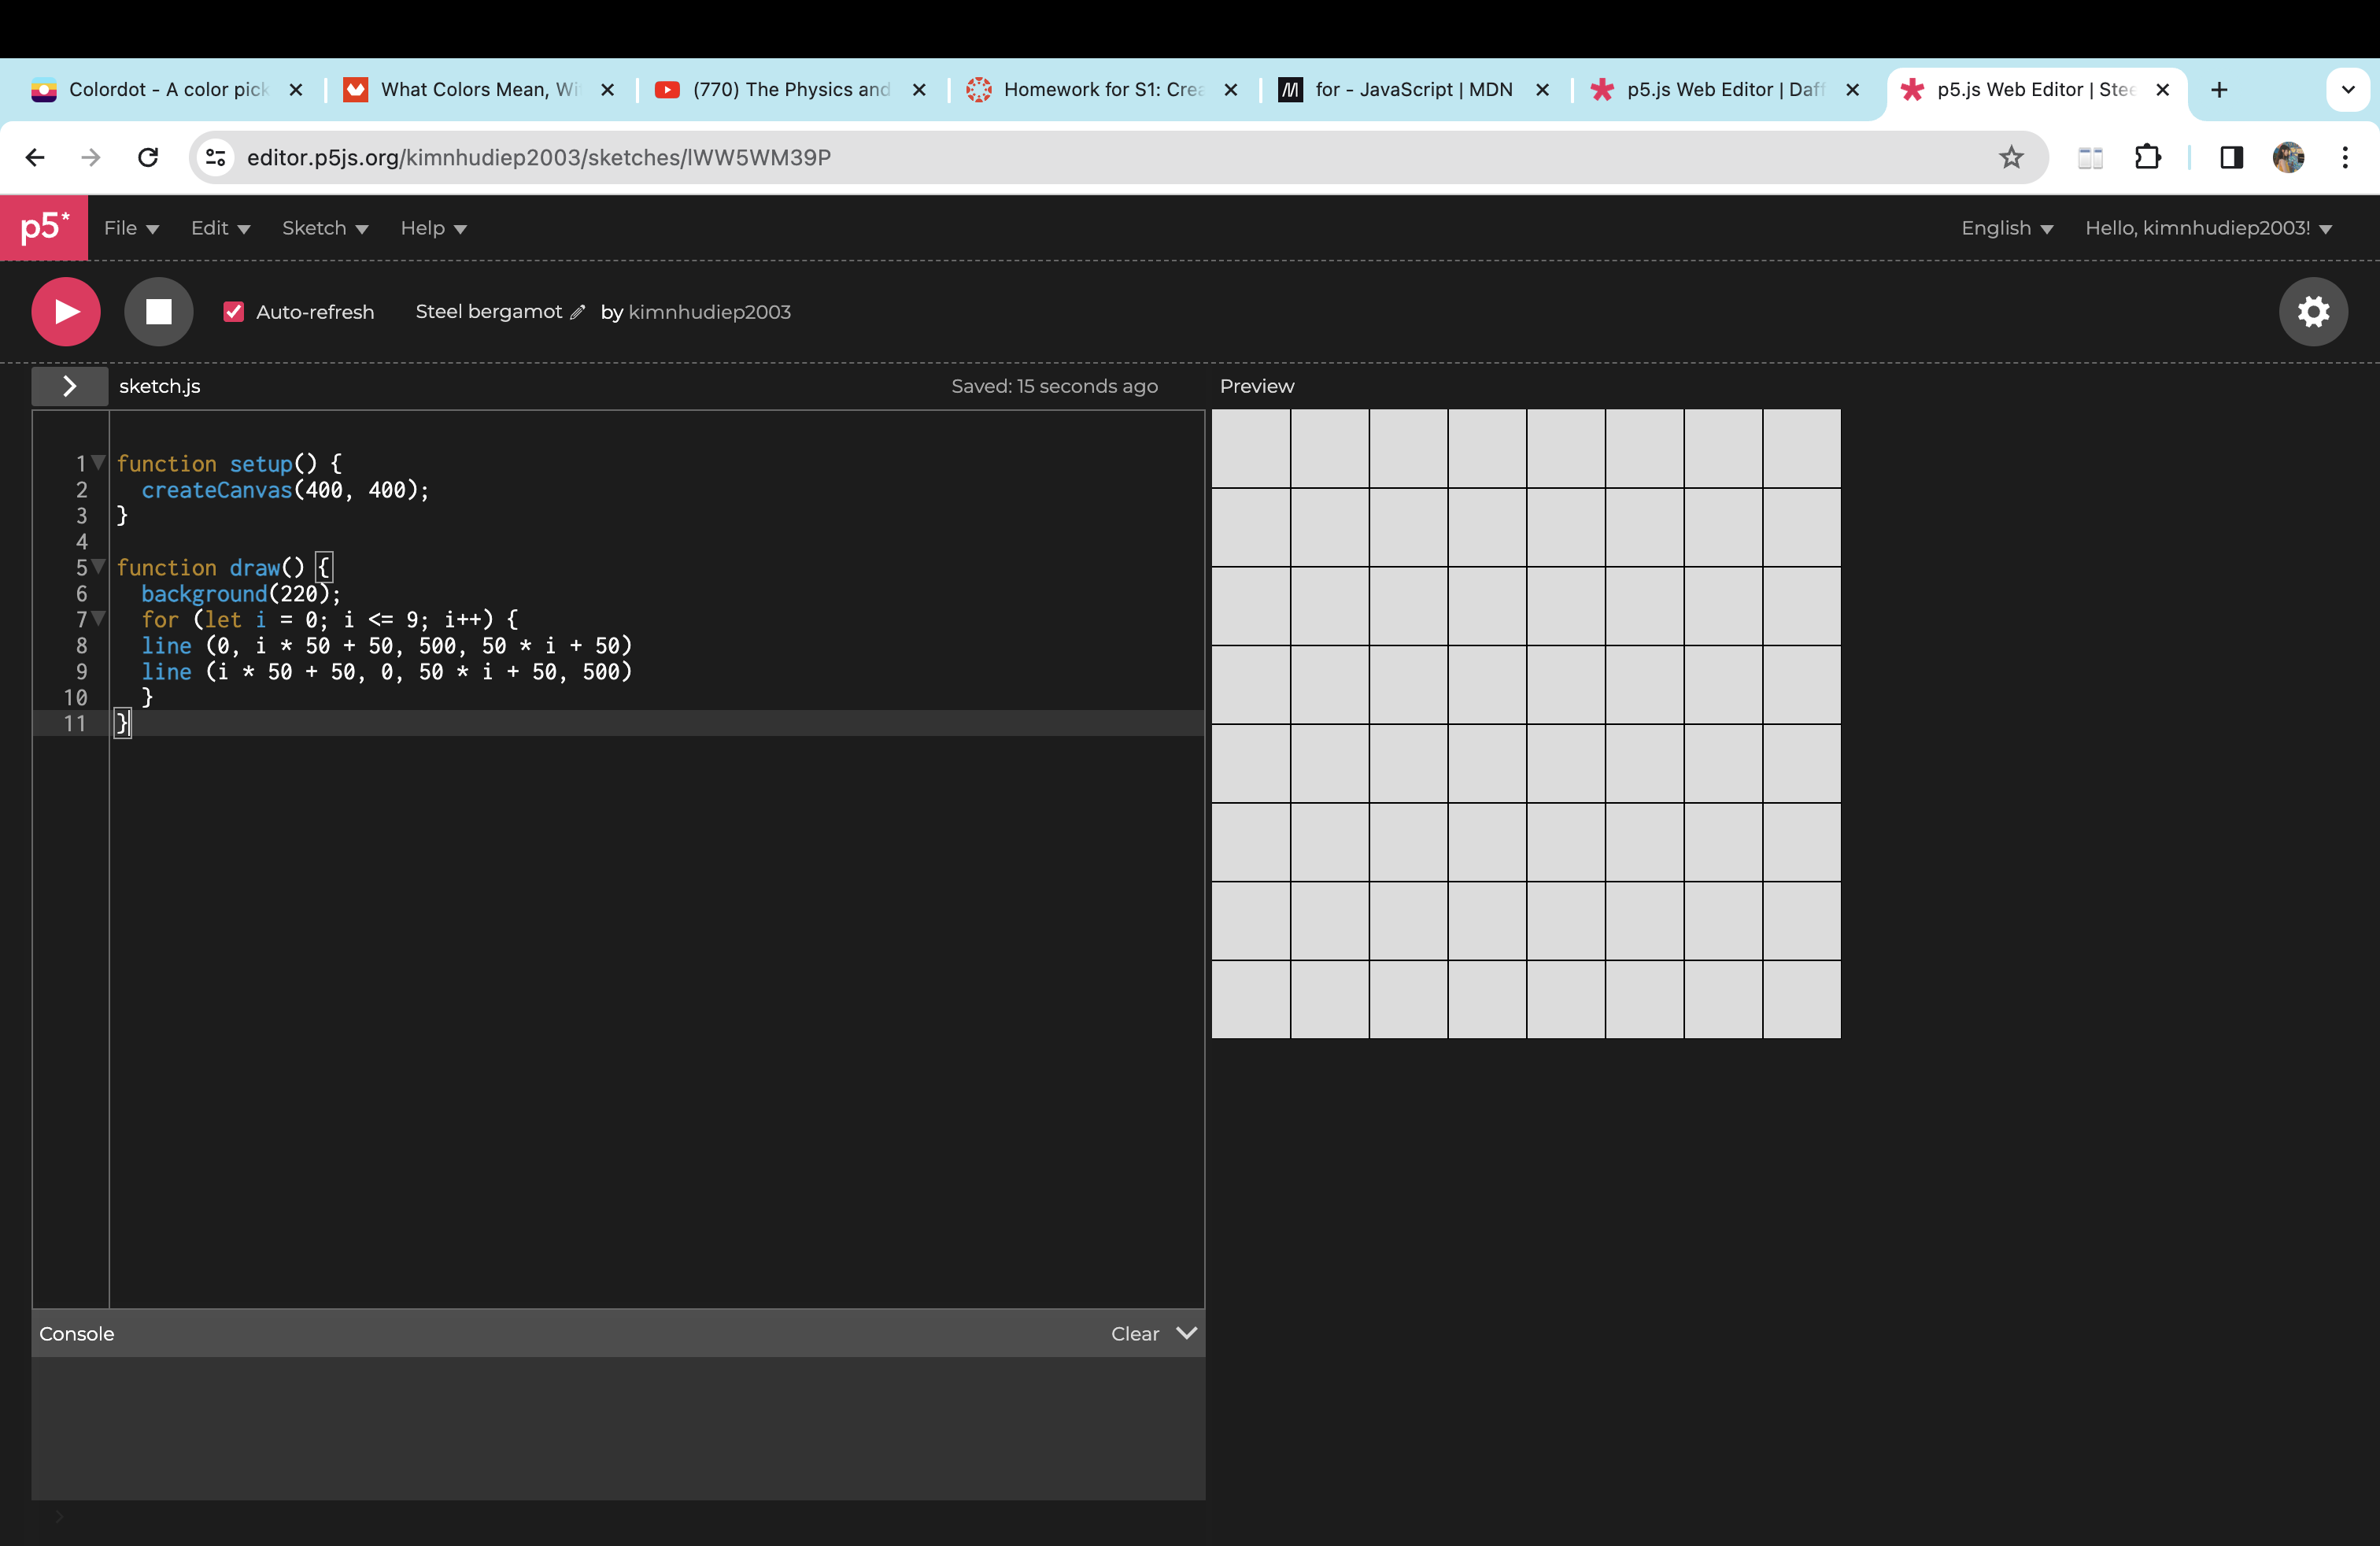 Colordot - A color pick
What Colors Mean, Wi
(770) The Physics and
Homework for S1: Crea
for - JavaScript | MDN
p5.js Web Editor | Daff
p5.js Web Editor | Stee
editor.p5js.org/kimnhudiep2003/sketches/lWW5WM39P
p5* File Edit Sketch Help English Hello, kimnhudiep2003!
Auto-refresh Steel bergamot by kimnhudiep2003
> sketch.js Saved: 15 seconds ago Preview
1 function setup() {
2 createCanvas(400, 400);
3 }
4
5 function draw() {
6 background(220);
7 for (let i = 0; i <= 9; i++) {
8 line (0, i * 50 + 50, 500, 50 * i + 50)
9 line (i * 50 + 50, 0, 50 * i + 50, 500)
10 }
11 }
Console Clear
>